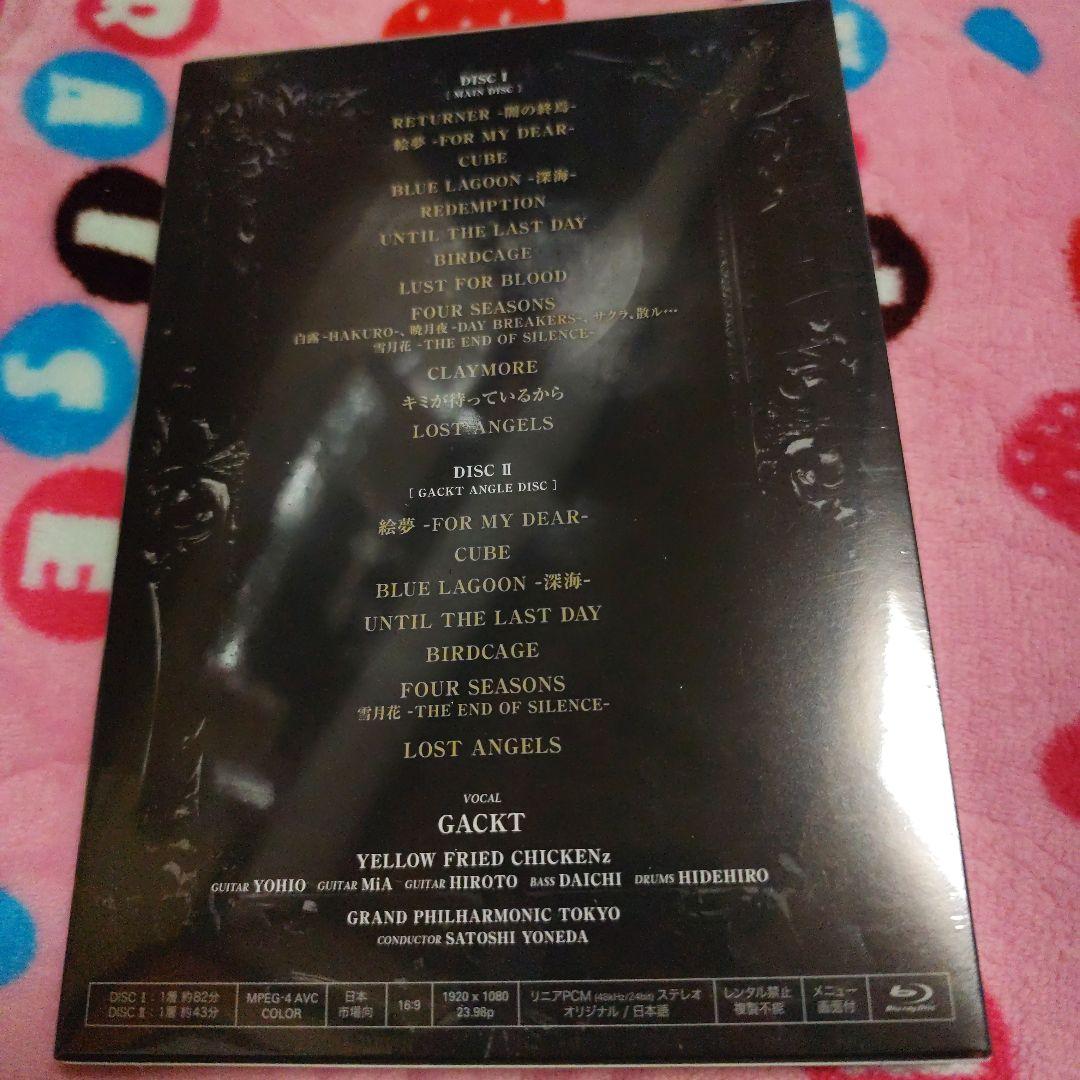 DISC I
[ MAIN DISC ]
RETURNER -闇の終焉-
絵夢 -FOR MY DEAR-
CUBE
BLUE LAGOON -深海-
REDEMPTION
UNTIL THE LAST DAY
BIRDCAGE
LUST FOR BLOOD
FOUR SEASONS
白露-HAKURO-、暁月夜-DAY BREAKERS-、サクラ、散ル…
雪月花 -THE END OF SILENCE-
CLAYMORE
キミが待っているから
LOST ANGELS
DISC II
[ GACKT ANGLE DISC ]
絵夢 -FOR MY DEAR-
CUBE
BLUE LAGOON -深海-
UNTIL THE LAST DAY
BIRDCAGE
FOUR SEASONS
雪月花 -THE END OF SILENCE-
LOST ANGELS
VOCAL
GACKT
YELLOW FRIED CHICKENz
GUITAR YOHIO GUITAR MiA GUITAR HIROTO BASS DAICHI DRUMS HIDEHIRO
GRAND PHILHARMONIC TOKYO
CONDUCTOR SATOSHI YONEDA
DISC I：1層 約82分
DISC II：1層 約43分
MPEG-4 AVC
COLOR
日本
市場向
16:9
1920 x 1080
23.98p
リニアPCM (48kHz/24bit) ステレオ
オリジナル / 日本語
レンタル禁止
複製不能
メニュー
画面付
Blu-ray Disc